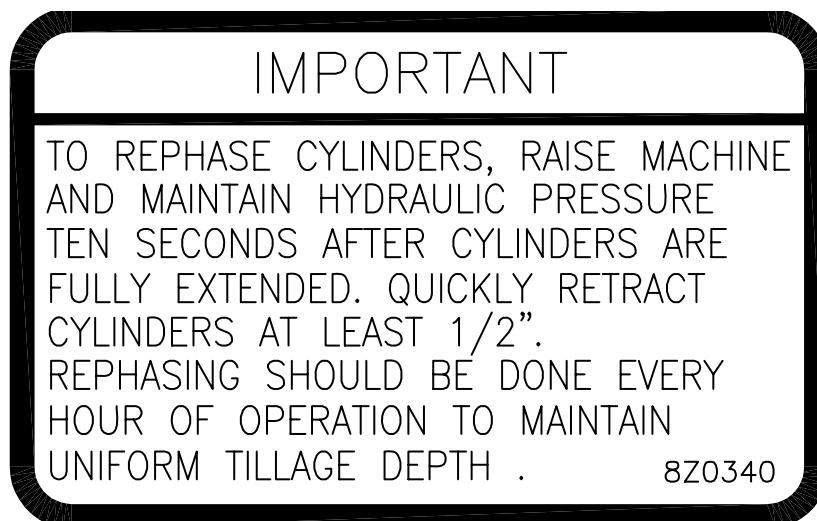 IMPORTANT
TO REPHASE CYLINDERS, RAISE MACHINE
AND MAINTAIN HYDRAULIC PRESSURE
TEN SECONDS AFTER CYLINDERS ARE
FULLY EXTENDED. QUICKLY RETRACT
CYLINDERS AT LEAST 1/2”.
REPHASING SHOULD BE DONE EVERY
HOUR OF OPERATION TO MAINTAIN
UNIFORM TILLAGE DEPTH .
8Z0340